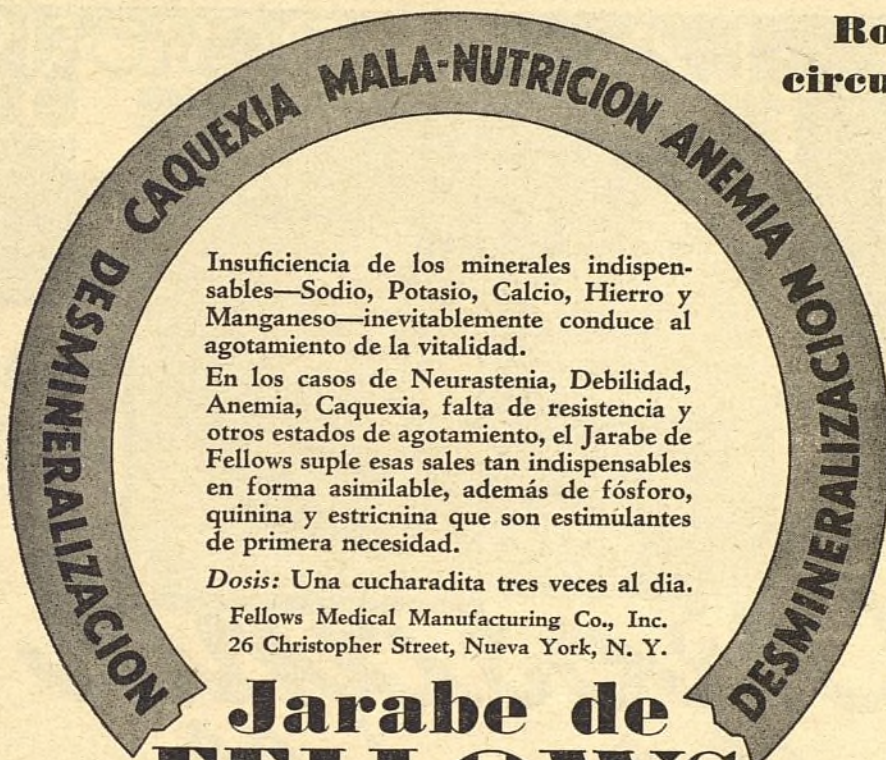 DESMINERALIZACION CAQUEXIA MALA-NUTRICION ANEMIA DESMINERALIZACION
Insuficiencia de los minerales indispen-
sables—Sodio, Potasio, Calcio, Hierro y
Manganeso—inevitablemente conduce al
agotamiento de la vitalidad.
En los casos de Neurastenia, Debilidad,
Anemia, Caquexia, falta de resistencia y
otros estados de agotamiento, el Jarabe de
Fellows suple esas sales tan indispensables
en forma asimilable, además de fósforo,
quinina y estricnina que son estimulantes
de primera necesidad.
Dosis: Una cucharadita tres veces al dia.
Fellows Medical Manufacturing Co., Inc.
26 Christopher Street, Nueva York, N. Y.
Jarabe de
FELLOWS